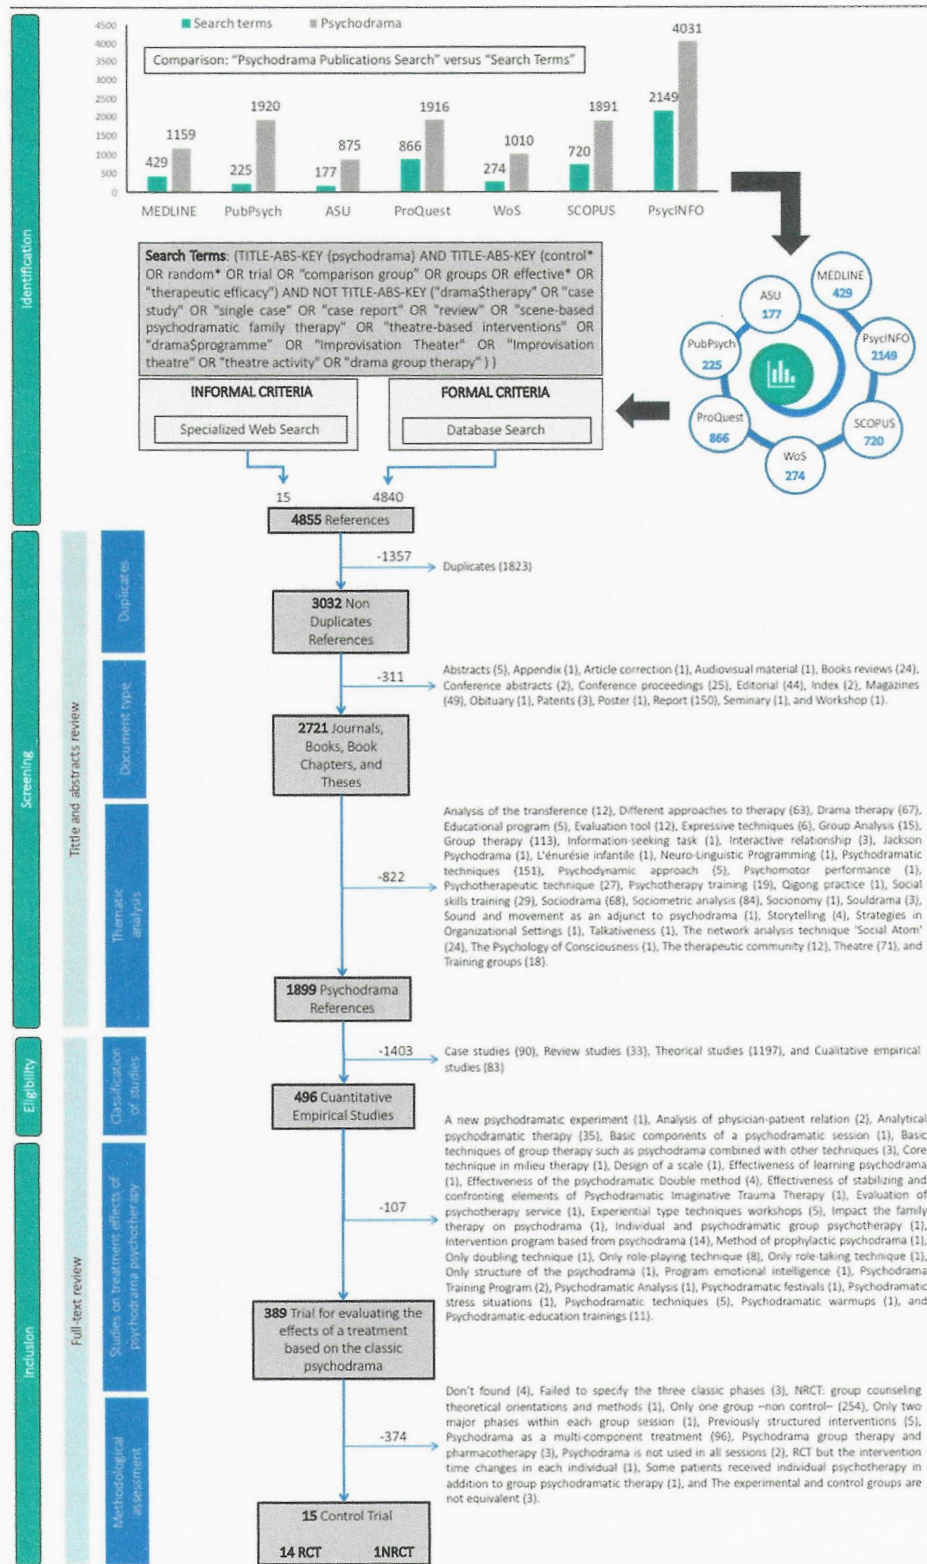 4500
4000
3500
3000
2500
2000
1500
1000
500
0
Search terms
Psychodrama
Comparison: "Psychodrama Publications Search" versus "Search Terms"
429
1159
225
1920
177
875
866
1916
274
1010
720
1891
2149
4031
MEDLINE
PubPsych
ASU
ProQuest
WoS
SCOPUS
PsycINFO
Identification
Search Terms: (TITLE-ABS-KEY (psychodrama) AND TITLE-ABS-KEY (control*
OR random* OR trial OR "comparison group" OR groups OR effective* OR
"therapeutic efficacy") AND NOT TITLE-ABS-KEY ("drama$therapy" OR "case
study" OR "single case" OR "case report" OR "review" OR "scene-based
psychodramatic family therapy" OR "theatre-based interventions" OR
"drama$programme" OR "Improvisation Theater" OR "Improvisation
theatre" OR "theatre activity" OR "drama group therapy" ) )
ASU
177
MEDLINE
429
PsycINFO
2149
SCOPUS
720
WoS
274
ProQuest
866
PubPsych
225
INFORMAL CRITERIA
Specialized Web Search
FORMAL CRITERIA
Database Search
15
4840
4855 References
Screening
Tittle and abstracts review
Duplicates
-1357
Duplicates (1823)
3032 Non
Duplicates
References
Document type
-311
Abstracts (5), Appendix (1), Article correction (1), Audiovisual material (1), Books reviews (24),
Conference abstracts (2), Conference proceedings (25), Editorial (44), Index (2), Magazines
(49), Obituary (1), Patents (3), Poster (1), Report (150), Seminary (1), and Workshop (1).
2721 Journals,
Books, Book
Chapters, and
Theses
Thematic
analysis
-822
Analysis of the transference (12), Different approaches to therapy (63), Drama therapy (67),
Educational program (5), Evaluation tool (12), Expressive techniques (6), Group Analysis (15),
Group therapy (113), Information-seeking task (1), Interactive relationship (3), Jackson
Psychodrama (1), L'énurésie infantile (1), Neuro-Linguistic Programming (1), Psychodramatic
techniques (151), Psychodynamic approach (5), Psychomotor performance (1),
Psychotherapeutic technique (27), Psychotherapy training (19), Qigong practice (1), Social
skills training (29), Sociodrama (68), Sociometric analysis (84), Socionomy (1), Souldrama (3),
Sound and movement as an adjunct to psychodrama (1), Storytelling (4), Strategies in
Organizational Settings (1), Talkativeness (1), The network analysis technique 'Social Atom'
(24), The Psychology of Consciousness (1), The therapeutic community (12), Theatre (71), and
Training groups (18).
1899 Psychodrama
References
Eligibility
Full-text review
Classification
of studies
-1403
Case studies (90), Review studies (33), Theorical studies (1197), and Cualitative empirical
studies (83)
496 Cuantitative
Empirical Studies
Inclusion
Studies on treatment effects of
psychodrama psychotherapy
-107
A new psychodramatic experiment (1), Analysis of physician-patient relation (2), Analytical
psychodramatic therapy (35), Basic components of a psychodramatic session (1), Basic
techniques of group therapy such as psychodrama combined with other techniques (3), Core
technique in milieu therapy (1), Design of a scale (1), Effectiveness of learning psychodrama
(1), Effectiveness of the psychodramatic Double method (4), Effectiveness of stabilizing and
confronting elements of Psychodramatic Imaginative Trauma Therapy (1), Evaluation of
psychotherapy service (1), Experiential type techniques workshops (5), Impact the family
therapy on psychodrama (1), Individual and psychodramatic group psychotherapy (1),
Intervention program based from psychodrama (14), Method of prophylactic psychodrama (1),
Only doubling technique (1), Only role-playing technique (8), Only role-taking technique (1),
Only structure of the psychodrama (1), Program emotional intelligence (1), Psychodrama
Training Program (2), Psychodramatic Analysis (1), Psychodramatic festivals (1), Psychodramatic
stress situations (1), Psychodramatic techniques (5), Psychodramatic warmups (1), and
Psychodramatic-education trainings (11).
389 Trial for evaluating the
effects of a treatment
based on the classic
psychodrama
Methodological
assessment
-374
Don't found (4), Failed to specify the three classic phases (3), NRCT: group counseling
theoretical orientations and methods (1), Only one group –non control– (254), Only two
major phases within each group session (1), Previously structured interventions (5),
Psychodrama as a multi-component treatment (96), Psychodrama group therapy and
pharmacotherapy (3), Psychodrama is not used in all sessions (2), RCT but the intervention
time changes in each individual (1), Some patients received individual psychotherapy in
addition to group psychodramatic therapy (1), and The experimental and control groups are
not equivalent (3).
15 Control Trial
14 RCT 1NRCT